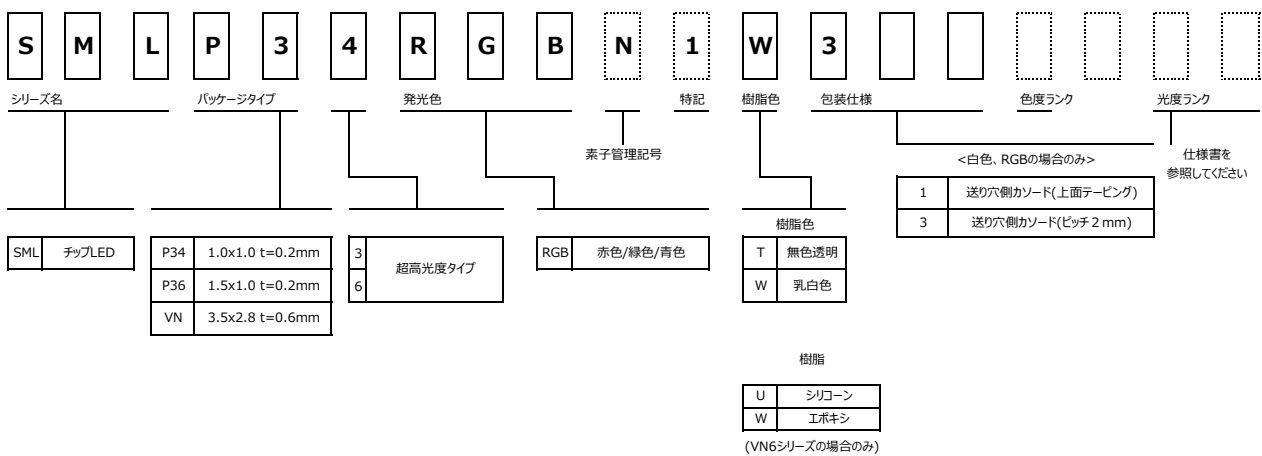 S M L P 3 4 R G B N 1 W 3
シリーズ名 パッケージタイプ 発光色 特記 樹脂色 包装仕様 色度ランク 光度ランク
素子管理記号
仕様書を
参照してください
<白色、RGBの場合のみ>
1 送り穴側カソード(上面テーピング)
3 送り穴側カソード(ピッチ2mm)
樹脂色
SML チップLED
P34 1.0x1.0 t=0.2mm
P36 1.5x1.0 t=0.2mm
VN 3.5x2.8 t=0.6mm
3
6
超高光度タイプ
RGB 赤色/緑色/青色
T 無色透明
W 乳白色
樹脂
U シリコーン
W エポキシ
(VN6シリーズの場合のみ)